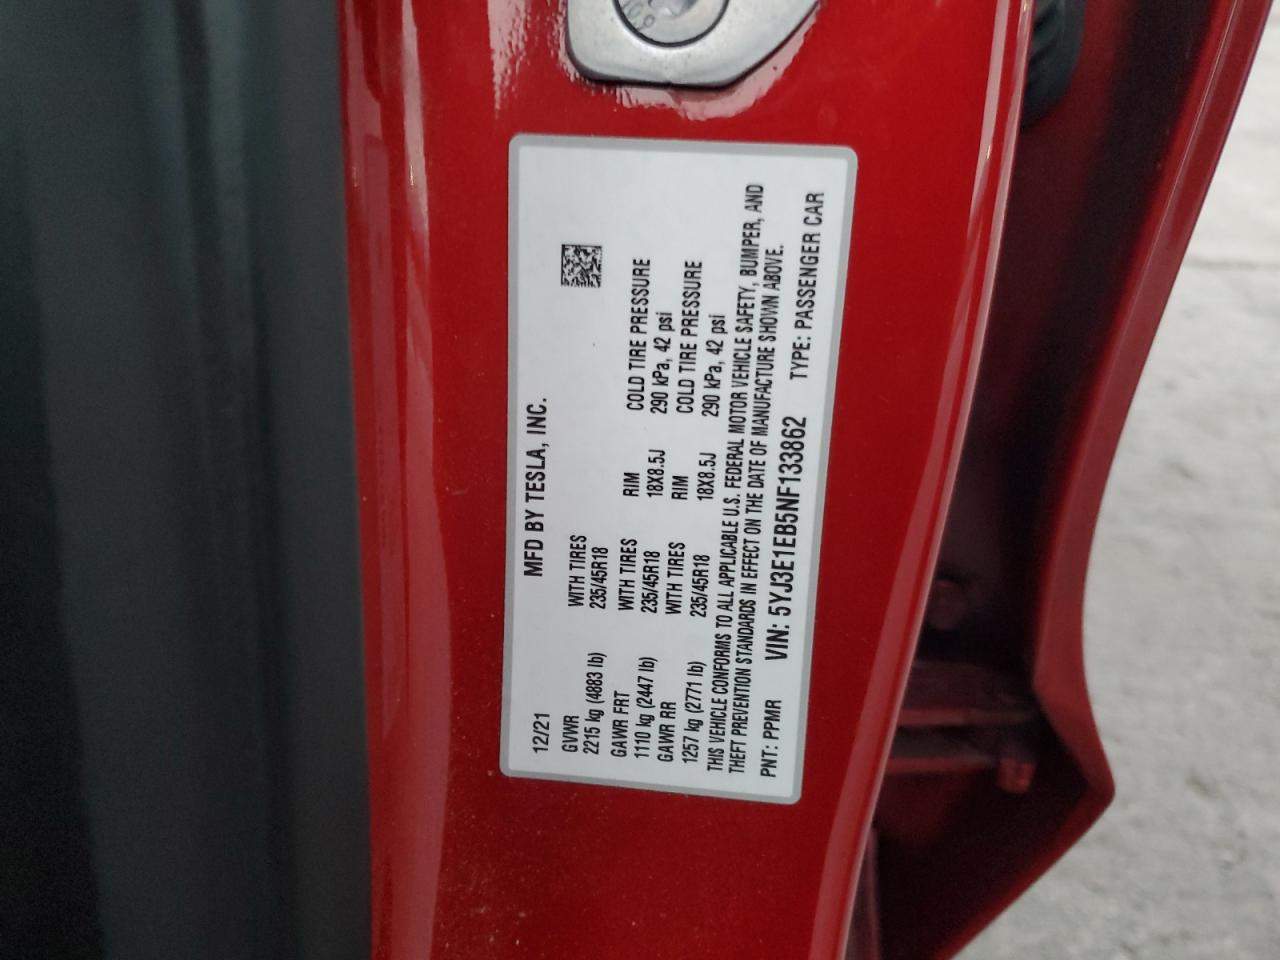 MFD BY TESLA, INC.
12/21
GVWR WITH TIRES
2215 kg (4883 lb) 235/45R18
GAWR FRT WITH TIRES RIM COLD TIRE PRESSURE
1110 kg (2447 lb) 235/45R18 18X8.5J 290 kPa, 42 psi
GAWR RR WITH TIRES RIM COLD TIRE PRESSURE
1257 kg (2771 lb) 235/45R18 18X8.5J 290 kPa, 42 psi
THIS VEHICLE CONFORMS TO ALL APPLICABLE U.S. FEDERAL MOTOR VEHICLE SAFETY, BUMPER, AND
THEFT PREVENTION STANDARDS IN EFFECT ON THE DATE OF MANUFACTURE SHOWN ABOVE.
PNT: PPMR VIN: 5YJ3E1EB5NF133862 TYPE: PASSENGER CAR